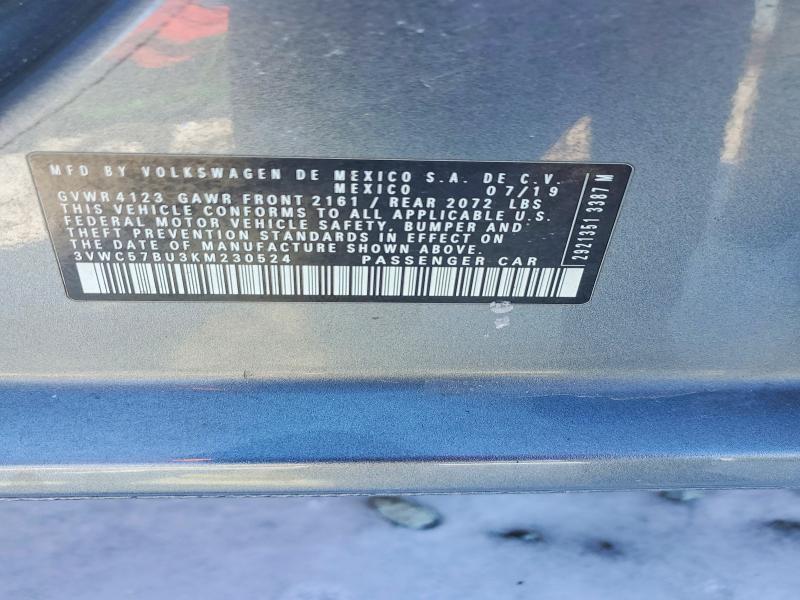 MFD BY VOLKSWAGEN DE MEXICO S.A. DE C.V.
MEXICO 07/19
GVWR 4123 GAWR FRONT 2161 / REAR 2072 LBS
THIS VEHICLE CONFORMS TO ALL APPLICABLE U.S.
FEDERAL MOTOR VEHICLE SAFETY, BUMPER AND
THEFT PREVENTION STANDARDS IN EFFECT ON
THE DATE OF MANUFACTURE SHOWN ABOVE.
3VWC57BU3KM230524 PASSENGER CAR
2921351 3387 M